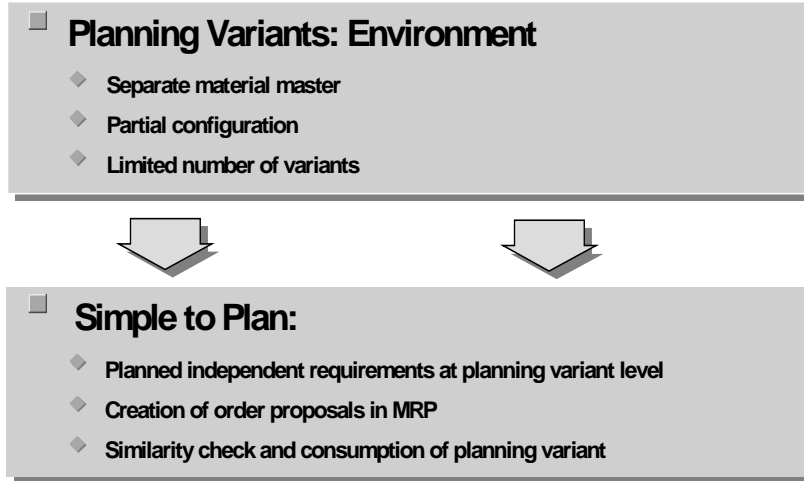 Planning Variants: Environment
Separate material master
Partial configuration
Limited number of variants
Simple to Plan:
Planned independent requirements at planning variant level
Creation of order proposals in MRP
Similarity check and consumption of planning variant